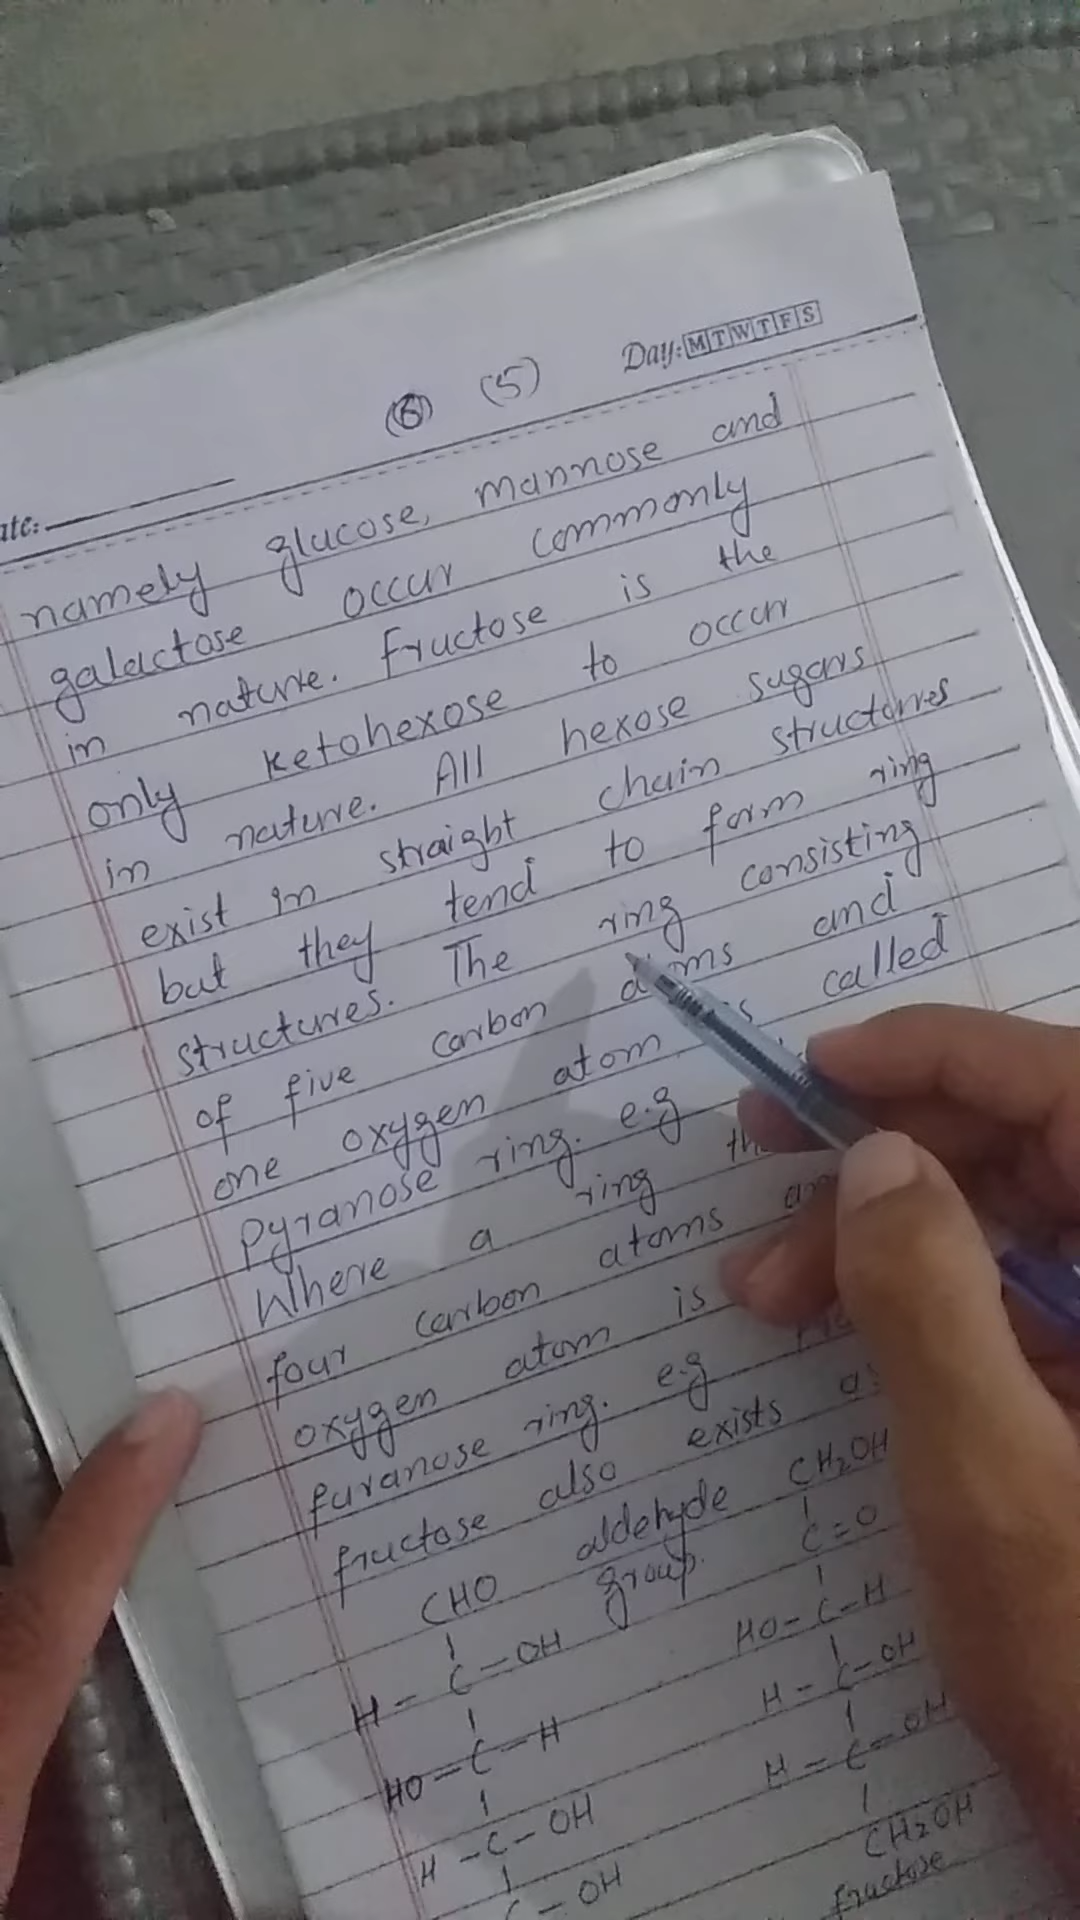 (6) (5) Day: M T W T F S
ate:
namely glucose, mannose and
galactose occur commonly
in nature. Fructose is the
only ketohexose to occur
in nature. All hexose sugars
exist in straight chain structures
but they tend to form ring
structures. The ring consisting
of five carbon atoms and
one oxygen atom is called
pyranose ring. e.g
Where a ring
four carbon atoms
oxygen atom is
furanose ring. e.g
fructose also exists
CHO aldehyde CH2OH
group. C=O
H-C-OH HO-C-H
HO-C-H H-C-OH
H-C-OH H-C-OH
C-OH CH2OH
fructose